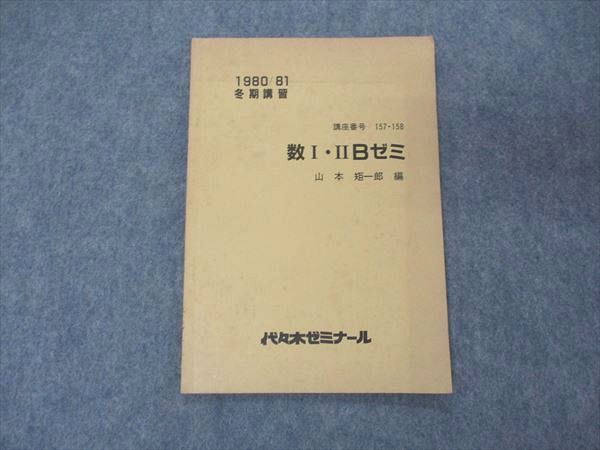 1980/81
冬期講習
講座番号 157・158
数I・IIBゼミ
山本矩一郎 編
代々木ゼミナール